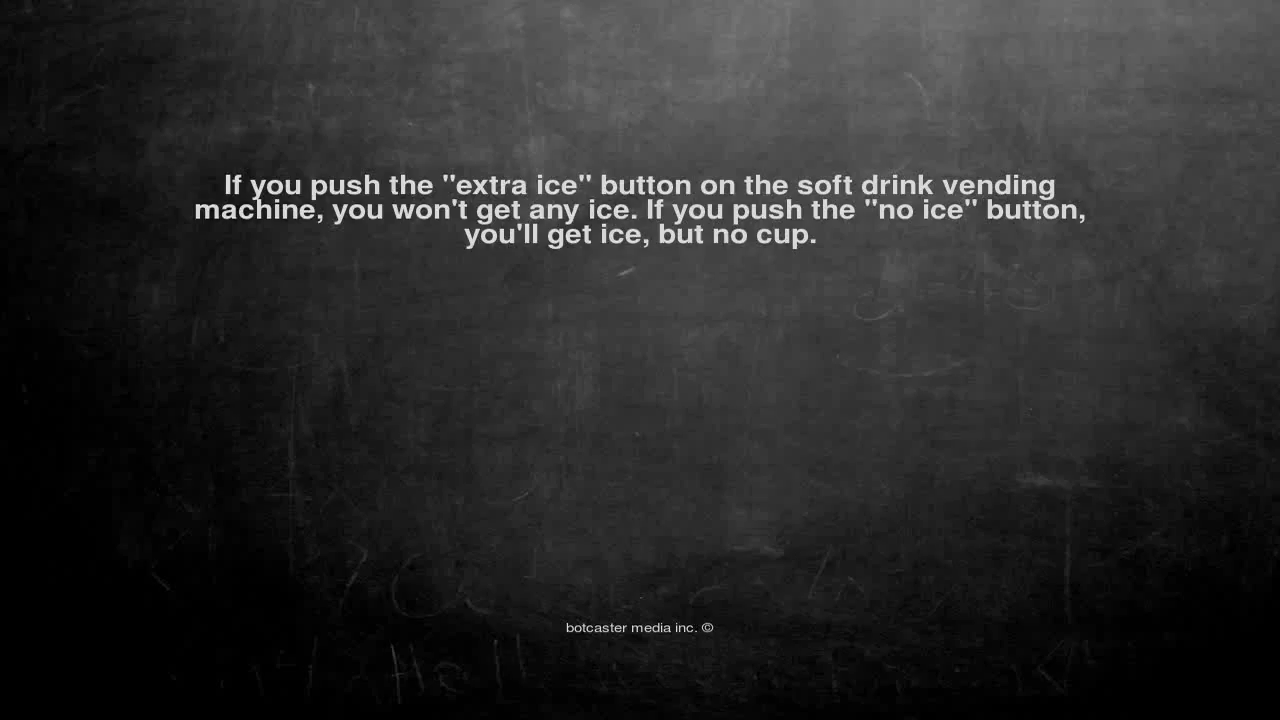 If you push the "extra ice" button on the soft drink vending
machine, you won't get any ice. If you push the "no ice" button,
you'll get ice, but no cup.
botcaster media inc. ©